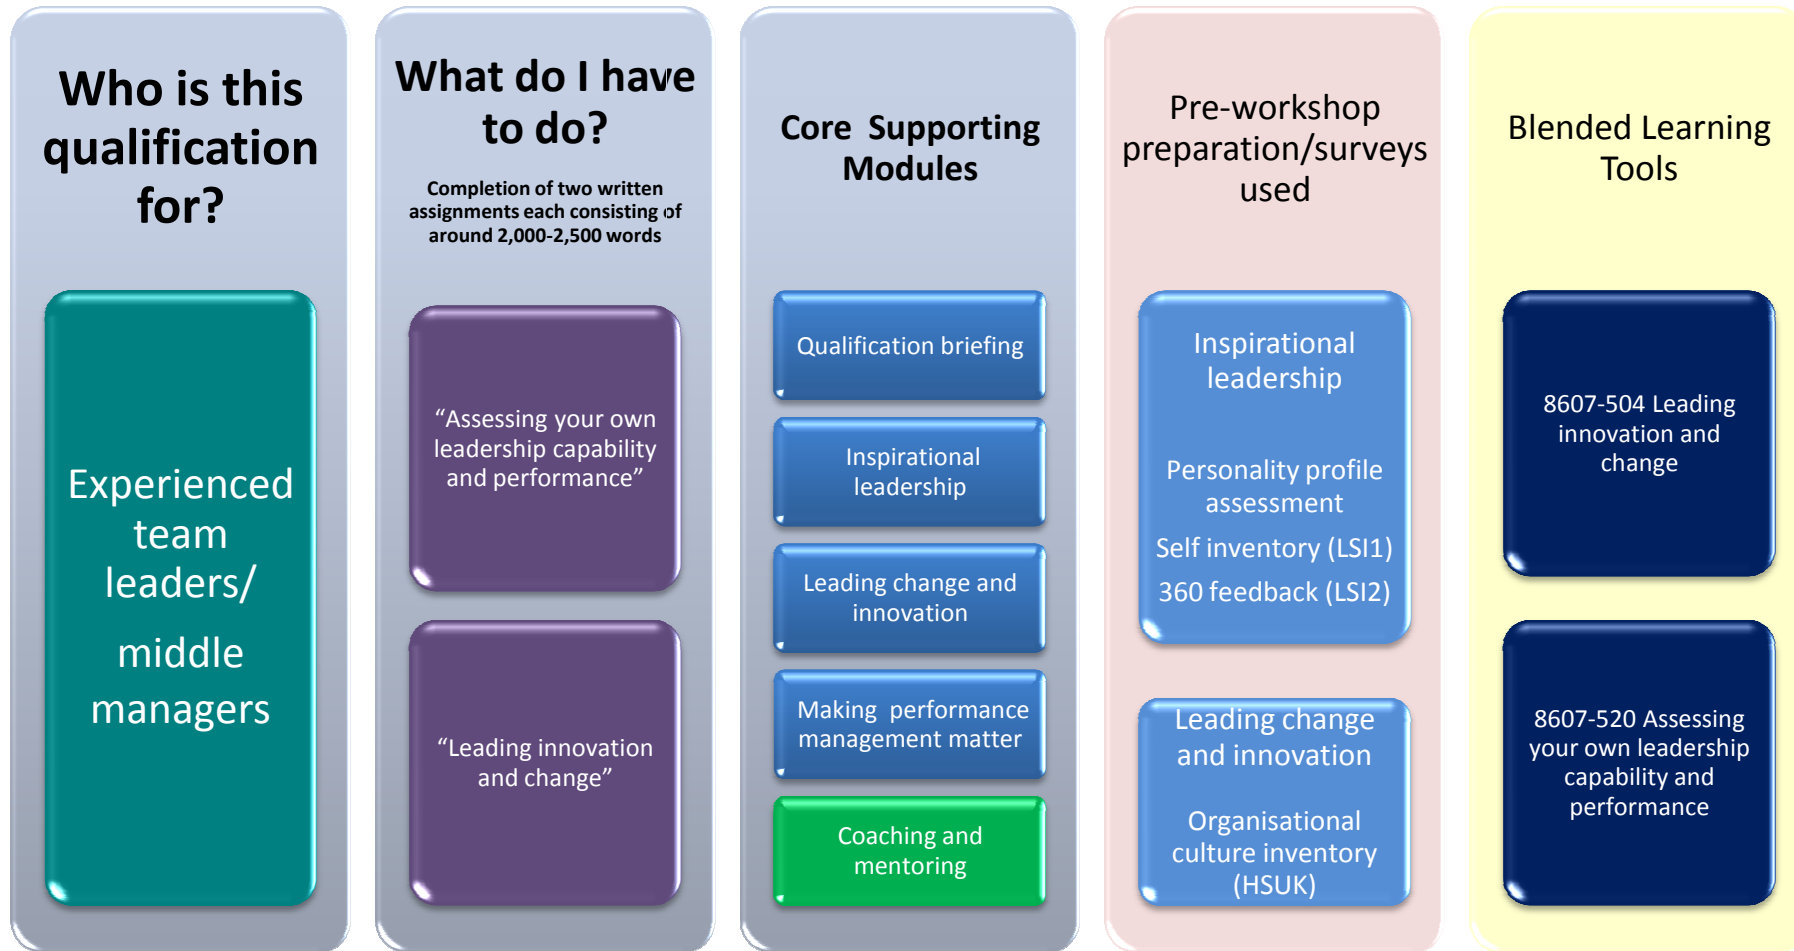 Who is this
qualification
for?
Experienced
team
leaders/
middle
managers
What do I have
to do?
Completion of two written
assignments each consisting of
around 2,000-2,500 words
“Assessing your own
leadership capability
and performance”
“Leading innovation
and change”
Core Supporting
Modules
Qualification briefing
Inspirational
leadership
Leading change and
innovation
Making performance
management matter
Coaching and
mentoring
Pre-workshop
preparation/surveys
used
Inspirational
leadership
Personality profile
assessment
Self inventory (LSI1)
360 feedback (LSI2)
Leading change
and innovation
Organisational
culture inventory
(HSUK)
Blended Learning
Tools
8607-504 Leading
innovation and
change
8607-520 Assessing
your own leadership
capability and
performance